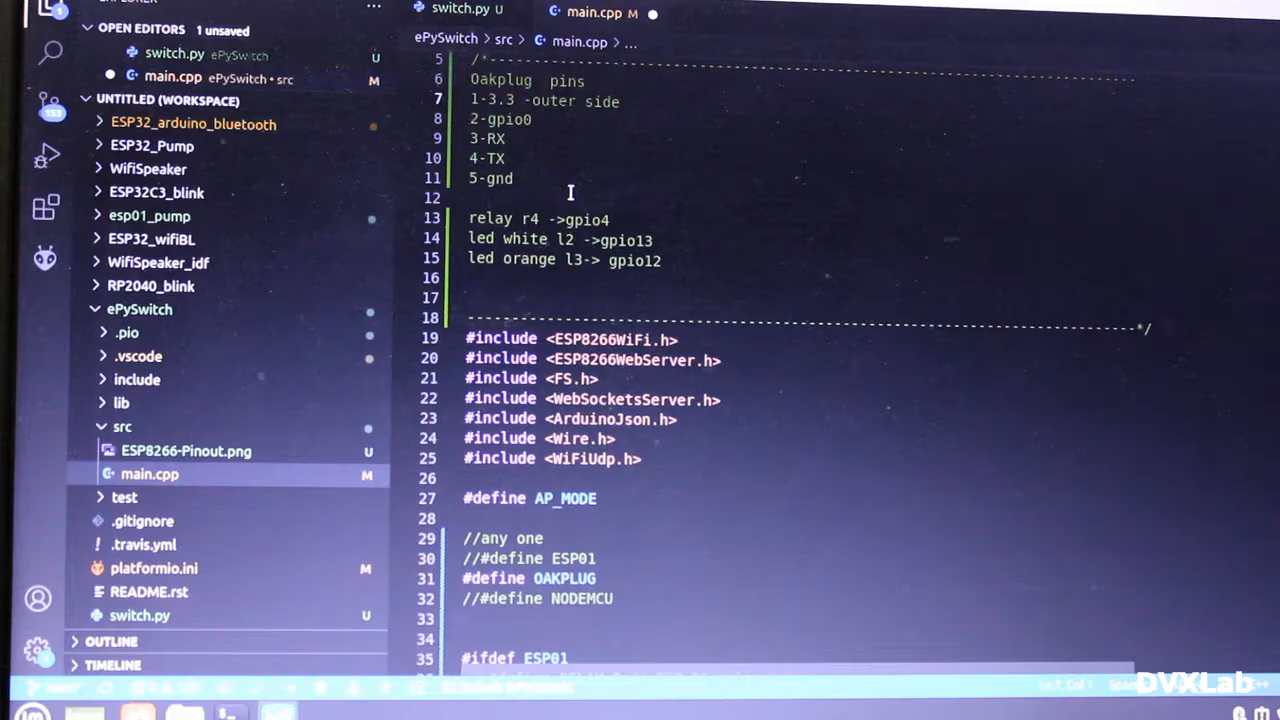 switch.py U
main.cpp M
OPEN EDITORS 1 unsaved
switch.py ePySwitch U
main.cpp ePySwitch • src M
UNTITLED (WORKSPACE)
ESP32_arduino_bluetooth
ESP32_Pump
WifiSpeaker
ESP32C3_blink
esp01_pump
ESP32_wifiBL
WifiSpeaker_idf
RP2040_blink
ePySwitch
.pio
.vscode
include
lib
src
ESP8266-Pinout.png U
main.cpp M
test
.gitignore
.travis.yml
platformio.ini M
README.rst
switch.py U
OUTLINE
TIMELINE
153
1
1
ePySwitch > src > main.cpp > ...
5 /*--------------------------------------------------------------------------------
6 Oakplug  pins
7 1-3.3 -outer side
8 2-gpio0
9 3-RX
10 4-TX
11 5-gnd
12
13 relay r4 ->gpio4
14 led white l2 ->gpio13
15 led orange l3-> gpio12
16
17
18 --------------------------------------------------------------------------------*/
19 #include <ESP8266WiFi.h>
20 #include <ESP8266WebServer.h>
21 #include <FS.h>
22 #include <WebSocketsServer.h>
23 #include <ArduinoJson.h>
24 #include <Wire.h>
25 #include <WiFiUdp.h>
26
27 #define AP_MODE
28
29 //any one
30 //#define ESP01
31 #define OAKPLUG
32 //#define NODEMCU
33
34
35 #ifdef ESP01
DVXLab